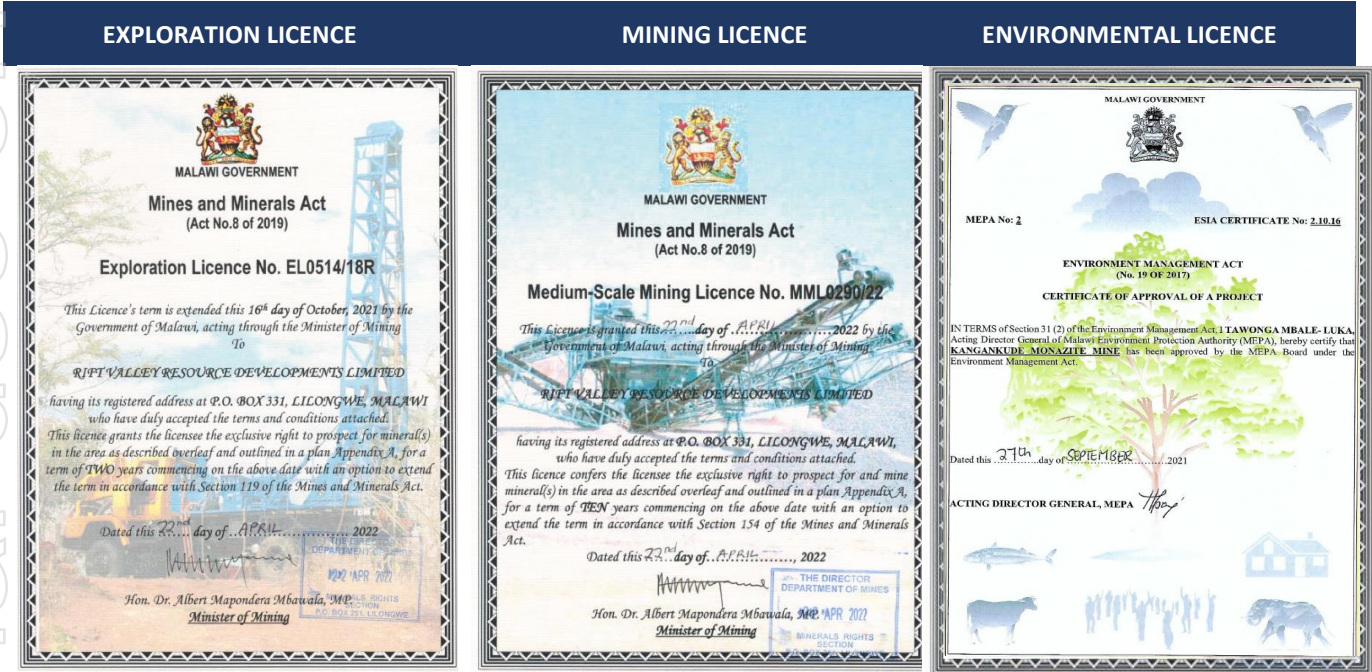 EXPLORATION LICENCE
MINING LICENCE
ENVIRONMENTAL LICENCE
MALAWI GOVERNMENT
Mines and Minerals Act
(Act No.8 of 2019)
Exploration Licence No. EL0514/18R
This Licence's term is extended this 16th day of October, 2021 by the
Government of Malawi, acting through the Minister of Mining
To
RIFT VALLEY RESOURCE DEVELOPMENTS LIMITED
having its registered address at P.O. BOX 331, LILONGWE, MALAWI
who have duly accepted the terms and conditions attached.
This licence grants the licensee the exclusive right to prospect for mineral(s)
in the area as described overleaf and outlined in a plan Appendix A, for a
term of TWO years commencing on the above date with an option to extend
the term in accordance with Section 119 of the Mines and Minerals Act.
Dated this 22nd day of APRIL 2022
THE DIRECTOR
DEPARTMENT OF MINES
APR 2022
MINERALS RIGHTS
SECTION
P.O. BOX 251, LILONGWE
Hon. Dr. Albert Mapondera Mbawala, MP.
Minister of Mining
MALAWI GOVERNMENT
Mines and Minerals Act
(Act No.8 of 2019)
Medium-Scale Mining Licence No. MML0290/22
This Licence is granted this 22nd day of APRIL 2022 by the
Government of Malawi, acting through the Minister of Mining
To
RIFT VALLEY RESOURCE DEVELOPMENTS LIMITED
having its registered address at P.O. BOX 331, LILONGWE, MALAWI,
who have duly accepted the terms and conditions attached.
This licence confers the licensee the exclusive right to prospect for and mine
mineral(s) in the area as described overleaf and outlined in a plan Appendix A,
for a term of TEN years commencing on the above date with an option to
extend the term in accordance with Section 154 of the Mines and Minerals
Act.
Dated this 22nd day of APRIL, 2022
THE DIRECTOR
DEPARTMENT OF MINES
APR 2022
MINERALS RIGHTS
SECTION
Hon. Dr. Albert Mapondera Mbawala, MP.
Minister of Mining
MALAWI GOVERNMENT
MEPA No: 2
ESIA CERTIFICATE No: 2.10.16
ENVIRONMENT MANAGEMENT ACT
(No. 19 OF 2017)
CERTIFICATE OF APPROVAL OF A PROJECT
IN TERMS of Section 31 (2) of the Environment Management Act, I TAWONGA MBALE- LUKA,
Acting Director General of Malawi Environment Protection Authority (MEPA), hereby certify that
KANGANKUDE MONAZITE MINE has been approved by the MEPA Board under the
Environment Management Act.
Dated this 27th day of SEPTEMBER 2021
ACTING DIRECTOR GENERAL, MEPA